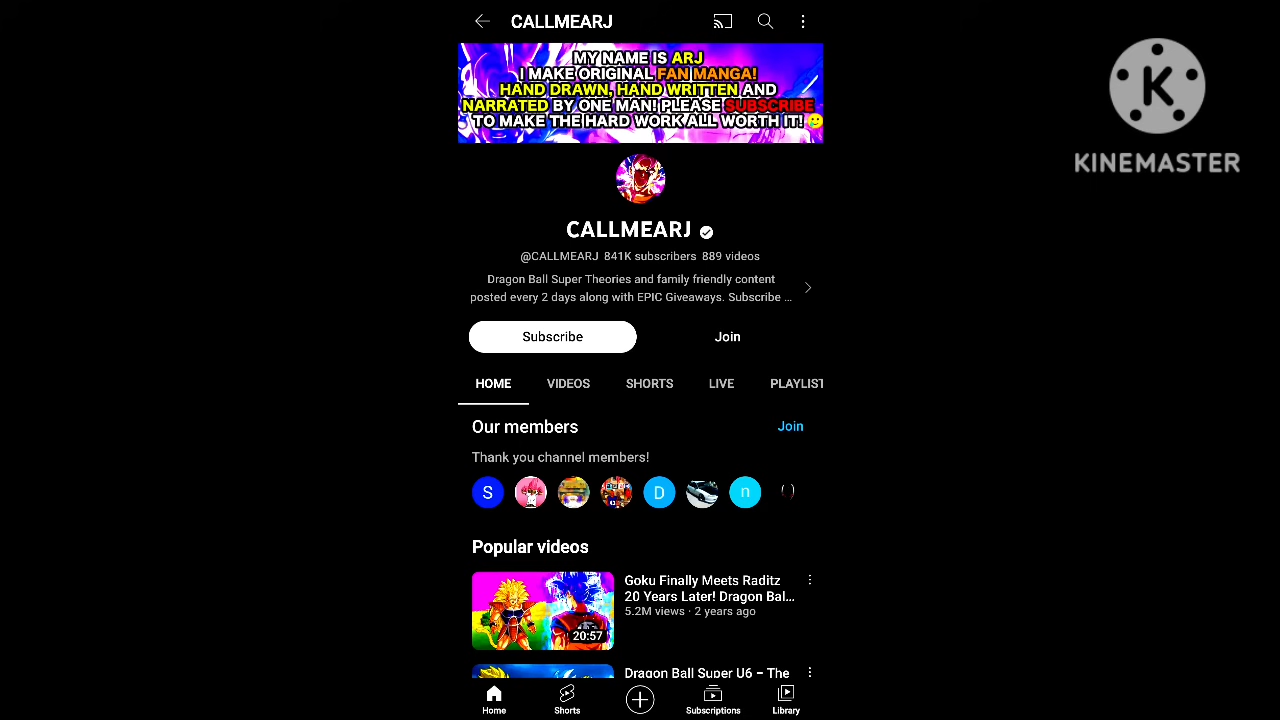 CALLMEARJ
MY NAME IS ARJ
I MAKE ORIGINAL FAN MANGA!
HAND DRAWN, HAND WRITTEN AND
NARRATED BY ONE MAN! PLEASE SUBSCRIBE
TO MAKE THE HARD WORK ALL WORTH IT!
K
KINEMASTER
CALLMEARJ
@CALLMEARJ 841K subscribers 889 videos
Dragon Ball Super Theories and family friendly content
posted every 2 days along with EPIC Giveaways. Subscribe ...
Subscribe
Join
HOME VIDEOS SHORTS LIVE PLAYLIST
Our members
Join
Thank you channel members!
S
D
n
Popular videos
Goku Finally Meets Raditz
20 Years Later! Dragon Bal...
5.2M views · 2 years ago
20:57
Dragon Ball Super U6 – The
Home Shorts Subscriptions Library